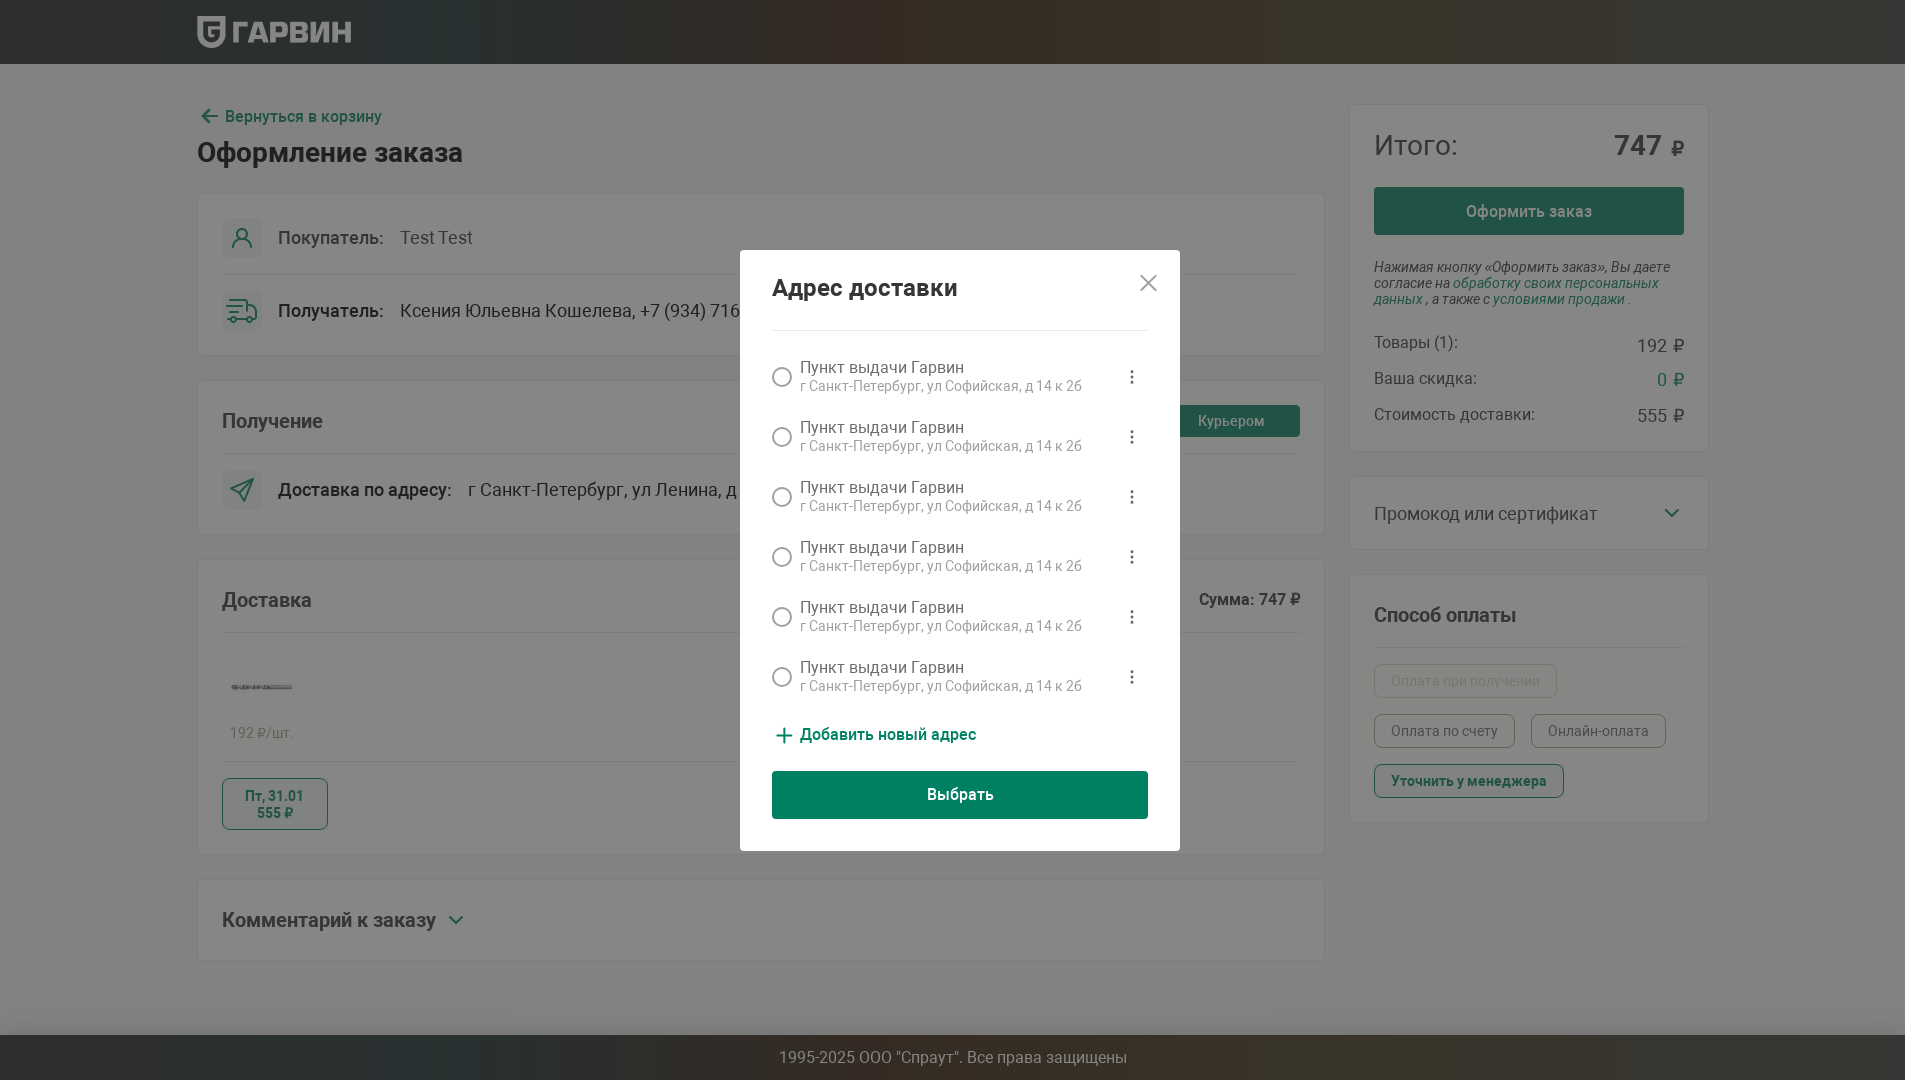 ГАРВИН
Вернуться в корзину
Оформление заказа
Покупатель: Test Test
Получатель: Ксения Юльевна Кошелева, +7 (934) 716
Получение
Курьером
Доставка по адресу: г Санкт-Петербург, ул Ленина, д
Доставка
Сумма: 747 ₽
192 ₽/шт.
Пт, 31.01
555 ₽
Комментарий к заказу
Адрес доставки
Пункт выдачи Гарвин
г Санкт-Петербург, ул Софийская, д 14 к 2б
Пункт выдачи Гарвин
г Санкт-Петербург, ул Софийская, д 14 к 2б
Пункт выдачи Гарвин
г Санкт-Петербург, ул Софийская, д 14 к 2б
Пункт выдачи Гарвин
г Санкт-Петербург, ул Софийская, д 14 к 2б
Пункт выдачи Гарвин
г Санкт-Петербург, ул Софийская, д 14 к 2б
Пункт выдачи Гарвин
г Санкт-Петербург, ул Софийская, д 14 к 2б
Добавить новый адрес
Выбрать
Итого: 747 ₽
Оформить заказ
Нажимая кнопку «Оформить заказ», Вы даете
согласие на обработку своих персональных
данных , а также с условиями продажи .
Товары (1): 192 ₽
Ваша скидка: 0 ₽
Стоимость доставки: 555 ₽
Промокод или сертификат
Способ оплаты
Оплата при получении
Оплата по счету
Онлайн-оплата
Уточнить у менеджера
1995-2025 ООО "Спраут". Все права защищены